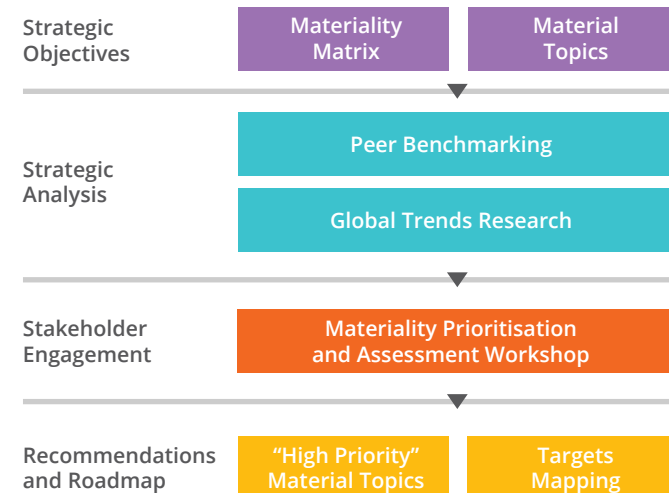 Strategic
Objectives
Materiality
Matrix
Material
Topics
Strategic
Analysis
Peer Benchmarking
Global Trends Research
Stakeholder
Engagement
Materiality Prioritisation
and Assessment Workshop
Recommendations
and Roadmap
“High Priority”
Material Topics
Targets
Mapping